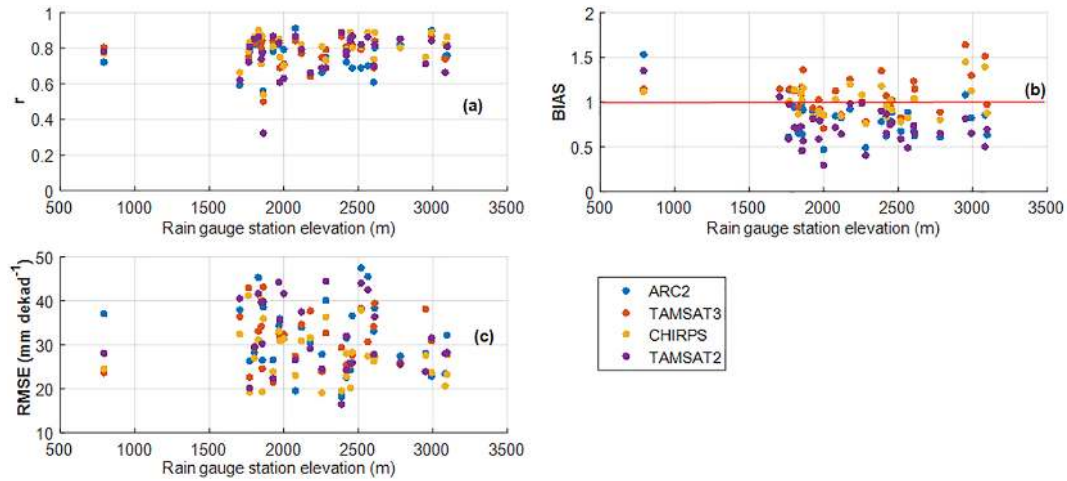 1
0.8
0.6
0.4
0.2
0
r
(a)
500 1000 1500 2000 2500 3000 3500
Rain gauge station elevation (m)
2
1.5
1
0.5
0
BIAS
(b)
500 1000 1500 2000 2500 3000 3500
Rain gauge station elevation (m)
50
40
30
20
10
RMSE (mm dekad⁻¹)
(c)
500 1000 1500 2000 2500 3000 3500
Rain gauge station elevation (m)
ARC2
TAMSAT3
CHIRPS
TAMSAT2